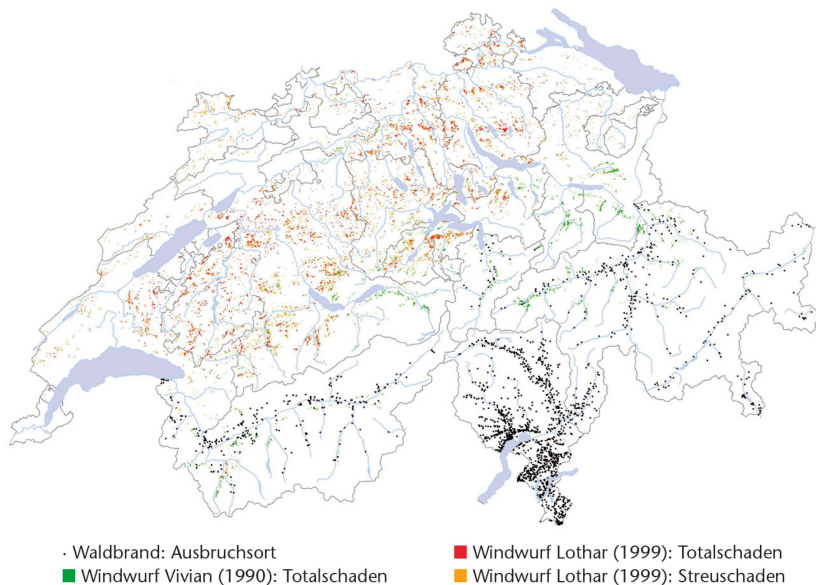 · Waldbrand: Ausbruchsort
Windwurf Vivian (1990): Totalschaden
Windwurf Lothar (1999): Totalschaden
Windwurf Lothar (1999): Streuschaden